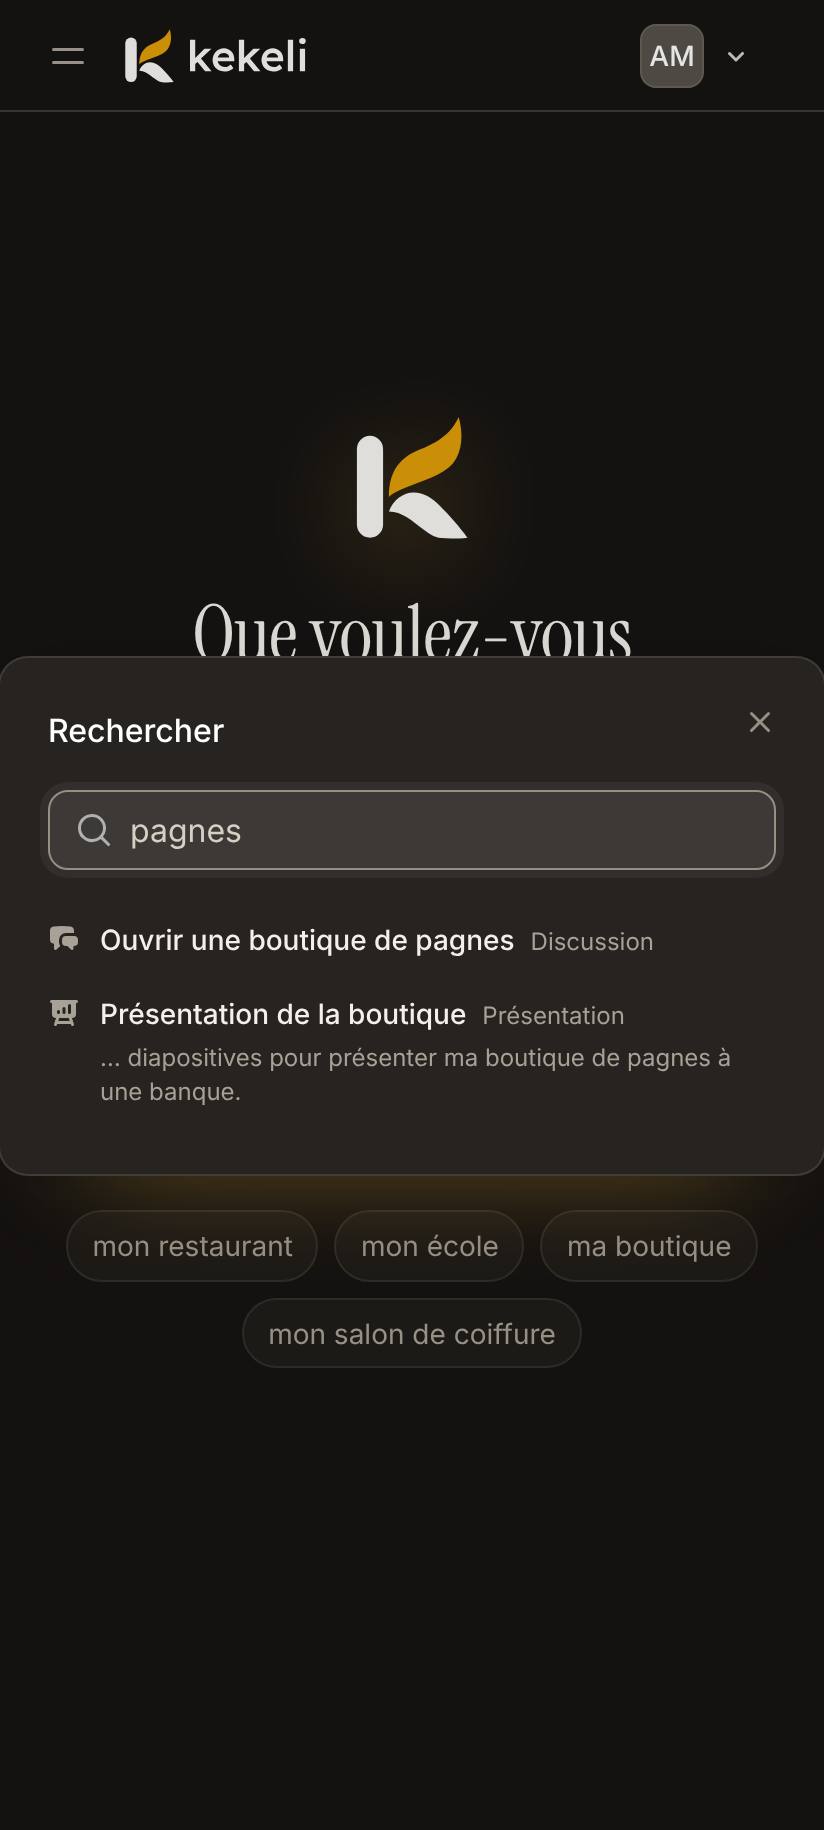 kekeli
AM
Que voulez-vous
Rechercher
pagnes
Ouvrir une boutique de pagnes Discussion
Présentation de la boutique Présentation
... diapositives pour présenter ma boutique de pagnes à
une banque.
mon restaurant
mon école
ma boutique
mon salon de coiffure